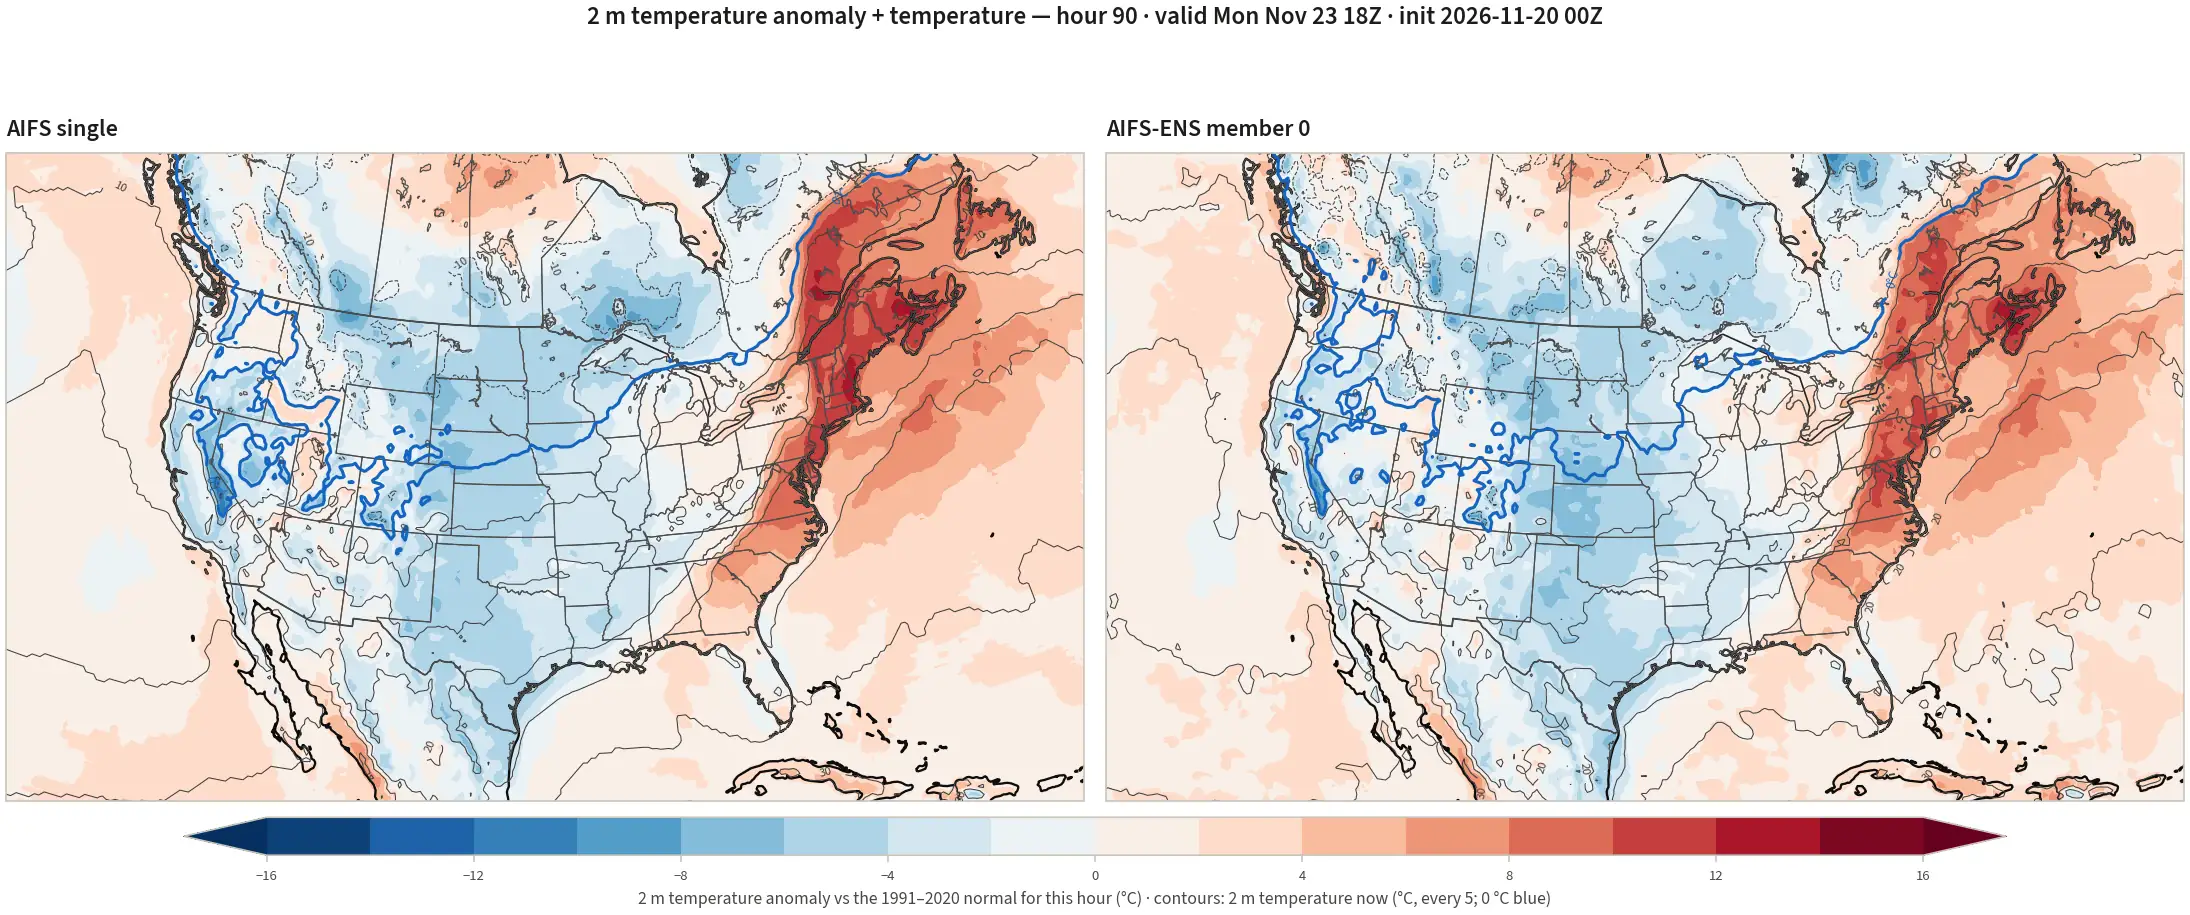 2 m temperature anomaly + temperature — hour 90 · valid Mon Nov 23 18Z · init 2026-11-20 00Z
AIFS single
AIFS-ENS member 0
−16
−12
−8
−4
0
4
8
12
16
2 m temperature anomaly vs the 1991–2020 normal for this hour (°C) · contours: 2 m temperature now (°C, every 5; 0 °C blue)